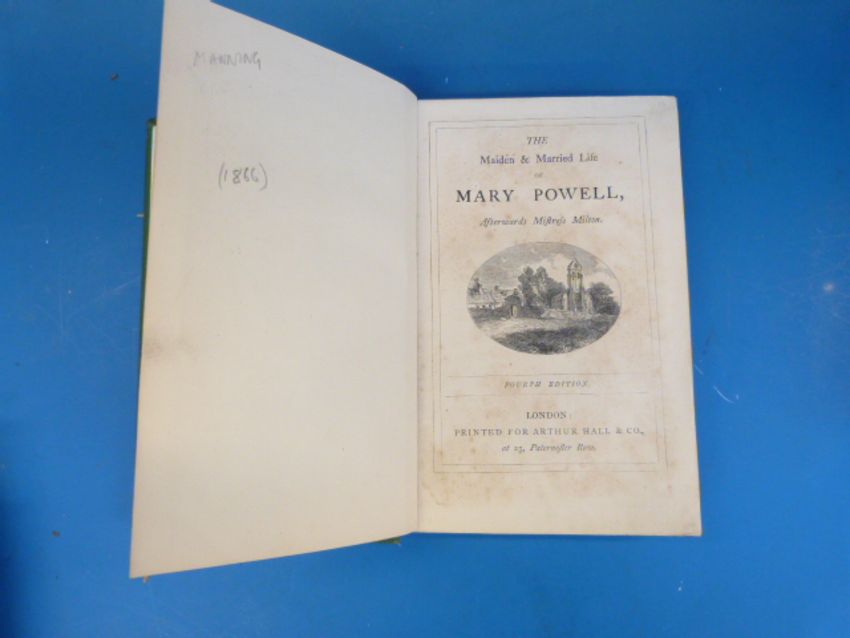 MANNING
(1866)
THE
Maiden & Married Life
OF
MARY POWELL,
Afterwards Miſtreſs Milton.
FOURTH EDITION.
LONDON:
PRINTED FOR ARTHUR HALL & CO.,
at 25, Paternoſter Row.